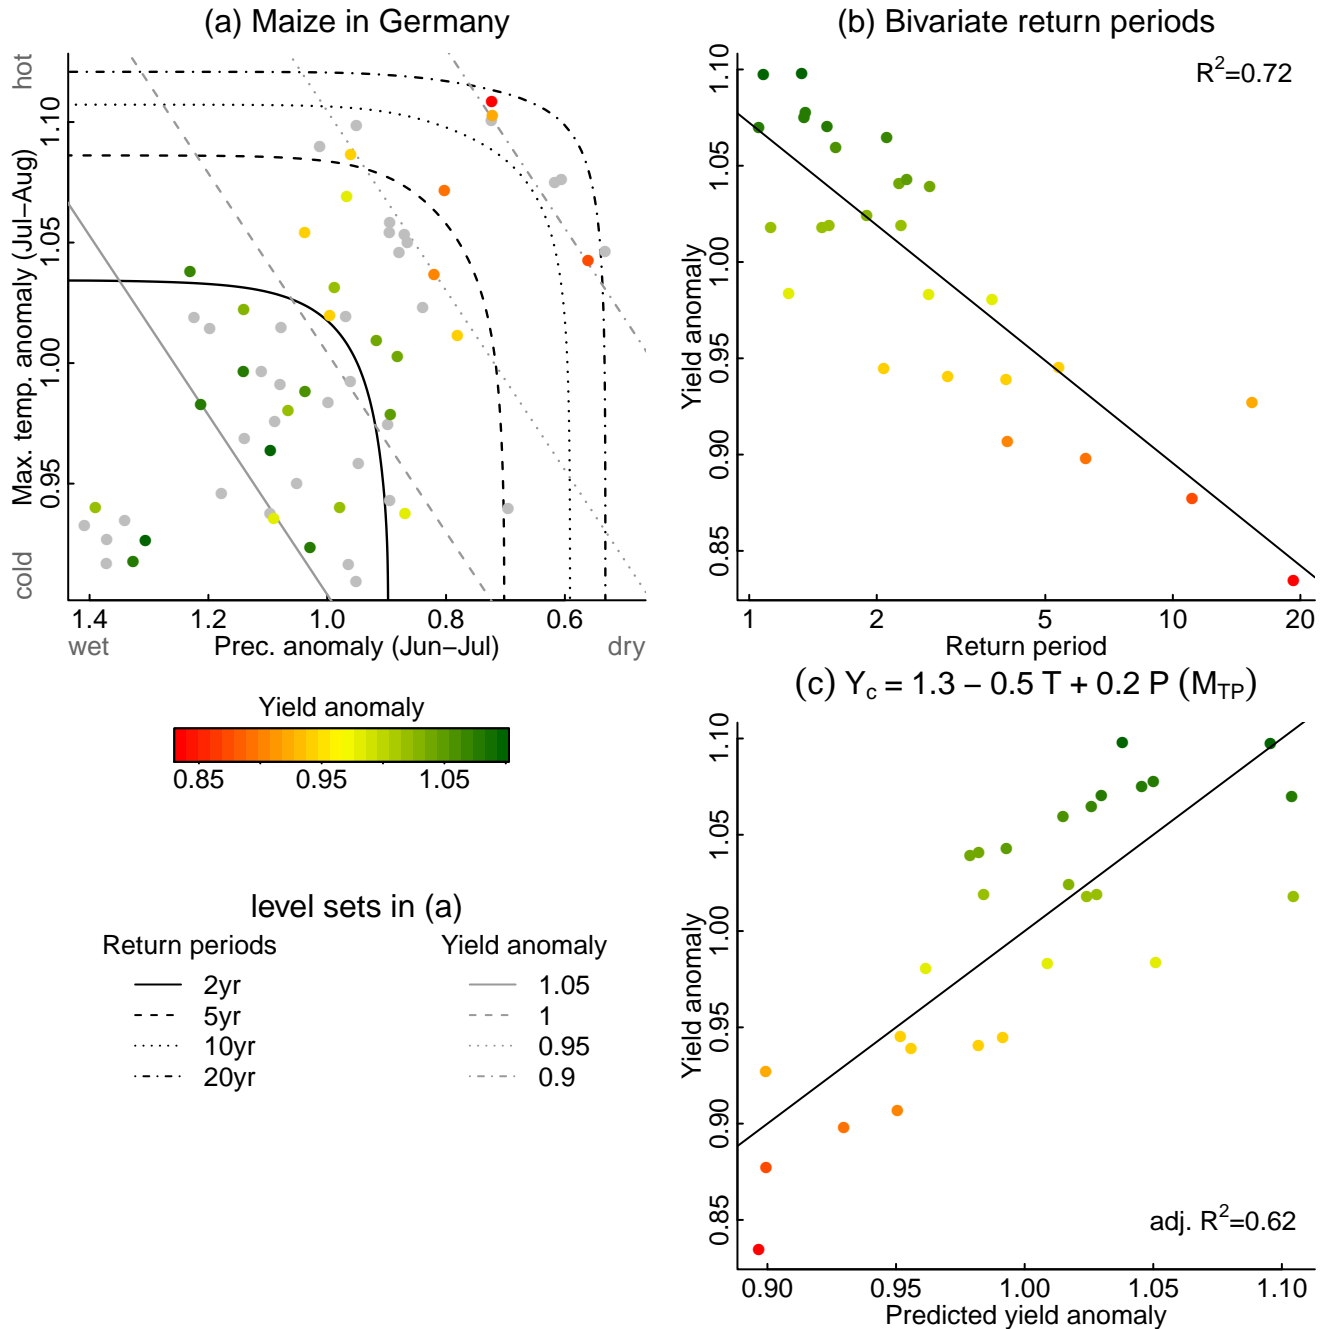 (a) Maize in Germany
hot
cold
Max. temp. anomaly (Jul−Aug)
1.10
1.05
1.00
0.95
1.4 1.2 1.0 0.8 0.6
wet Prec. anomaly (Jun−Jul) dry
(b) Bivariate return periods
R²=0.72
Yield anomaly
1.10
1.05
1.00
0.95
0.90
0.85
1 2 5 10 20
Return period
Yield anomaly
0.85 0.95 1.05
level sets in (a)
Return periods
2yr
5yr
10yr
20yr
Yield anomaly
1.05
1
0.95
0.9
(c) Y_c = 1.3 − 0.5 T + 0.2 P (M_TP)
Yield anomaly
1.10
1.05
1.00
0.95
0.90
0.85
adj. R²=0.62
0.90 0.95 1.00 1.05 1.10
Predicted yield anomaly